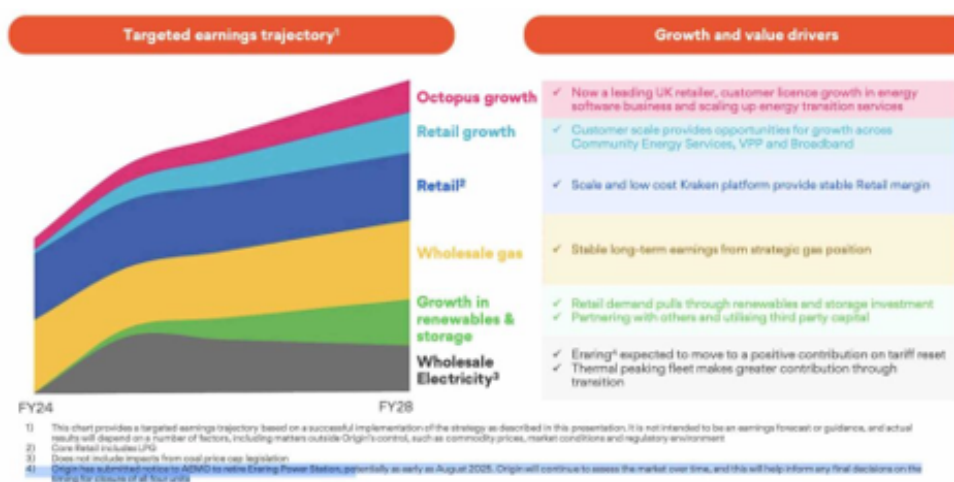 Targeted earnings trajectory¹
Growth and value drivers
Octopus growth
✓ Now a leading UK retailer, customer licence growth in energy
software business and scaling up energy transition services
Retail growth
✓ Customer scale provides opportunities for growth across
Community Energy Services, VPP and Broadband
Retail²
✓ Scale and low cost Kraken platform provide stable Retail margin
Wholesale gas
✓ Stable long-term earnings from strategic gas position
Growth in
renewables &
storage
✓ Retail demand pulls through renewables and storage investment
✓ Partnering with others and utilising third party capital
Wholesale
Electricity³
✓ Eraring⁴ expected to move to a positive contribution on tariff reset
✓ Thermal peaking fleet makes greater contribution through
transition
FY24
FY28
1) This chart provides a targeted earnings trajectory based on a successful implementation of the strategy as described in this presentation. It is not intended to be an earnings forecast or guidance, and actual
results will depend on a number of factors, including matters outside Origin's control, such as commodity prices, market conditions and regulatory environment
2) Core Retail includes LPG
3) Does not include impacts from coal price cap legislation
4) Origin has submitted notice to AEMO to retire Eraring Power Station, potentially as early as August 2025. Origin will continue to assess the market over time, and this will help inform any final decisions on the
timing for closure of all four units